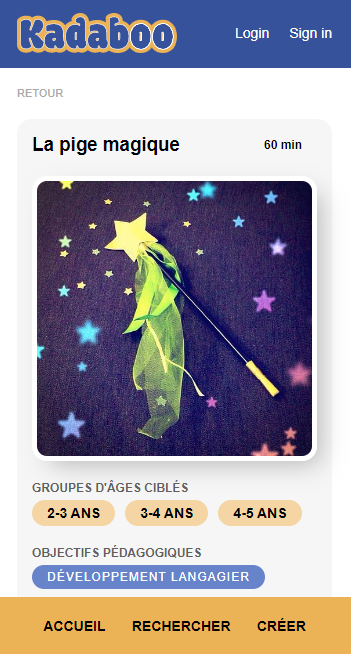 Kadaboo
Login Sign in
RETOUR
La pige magique 60 min
GROUPES D'ÂGES CIBLÉS
2-3 ANS 3-4 ANS 4-5 ANS
OBJECTIFS PÉDAGOGIQUES
DÉVELOPPEMENT LANGAGIER
ACCUEIL RECHERCHER CRÉER